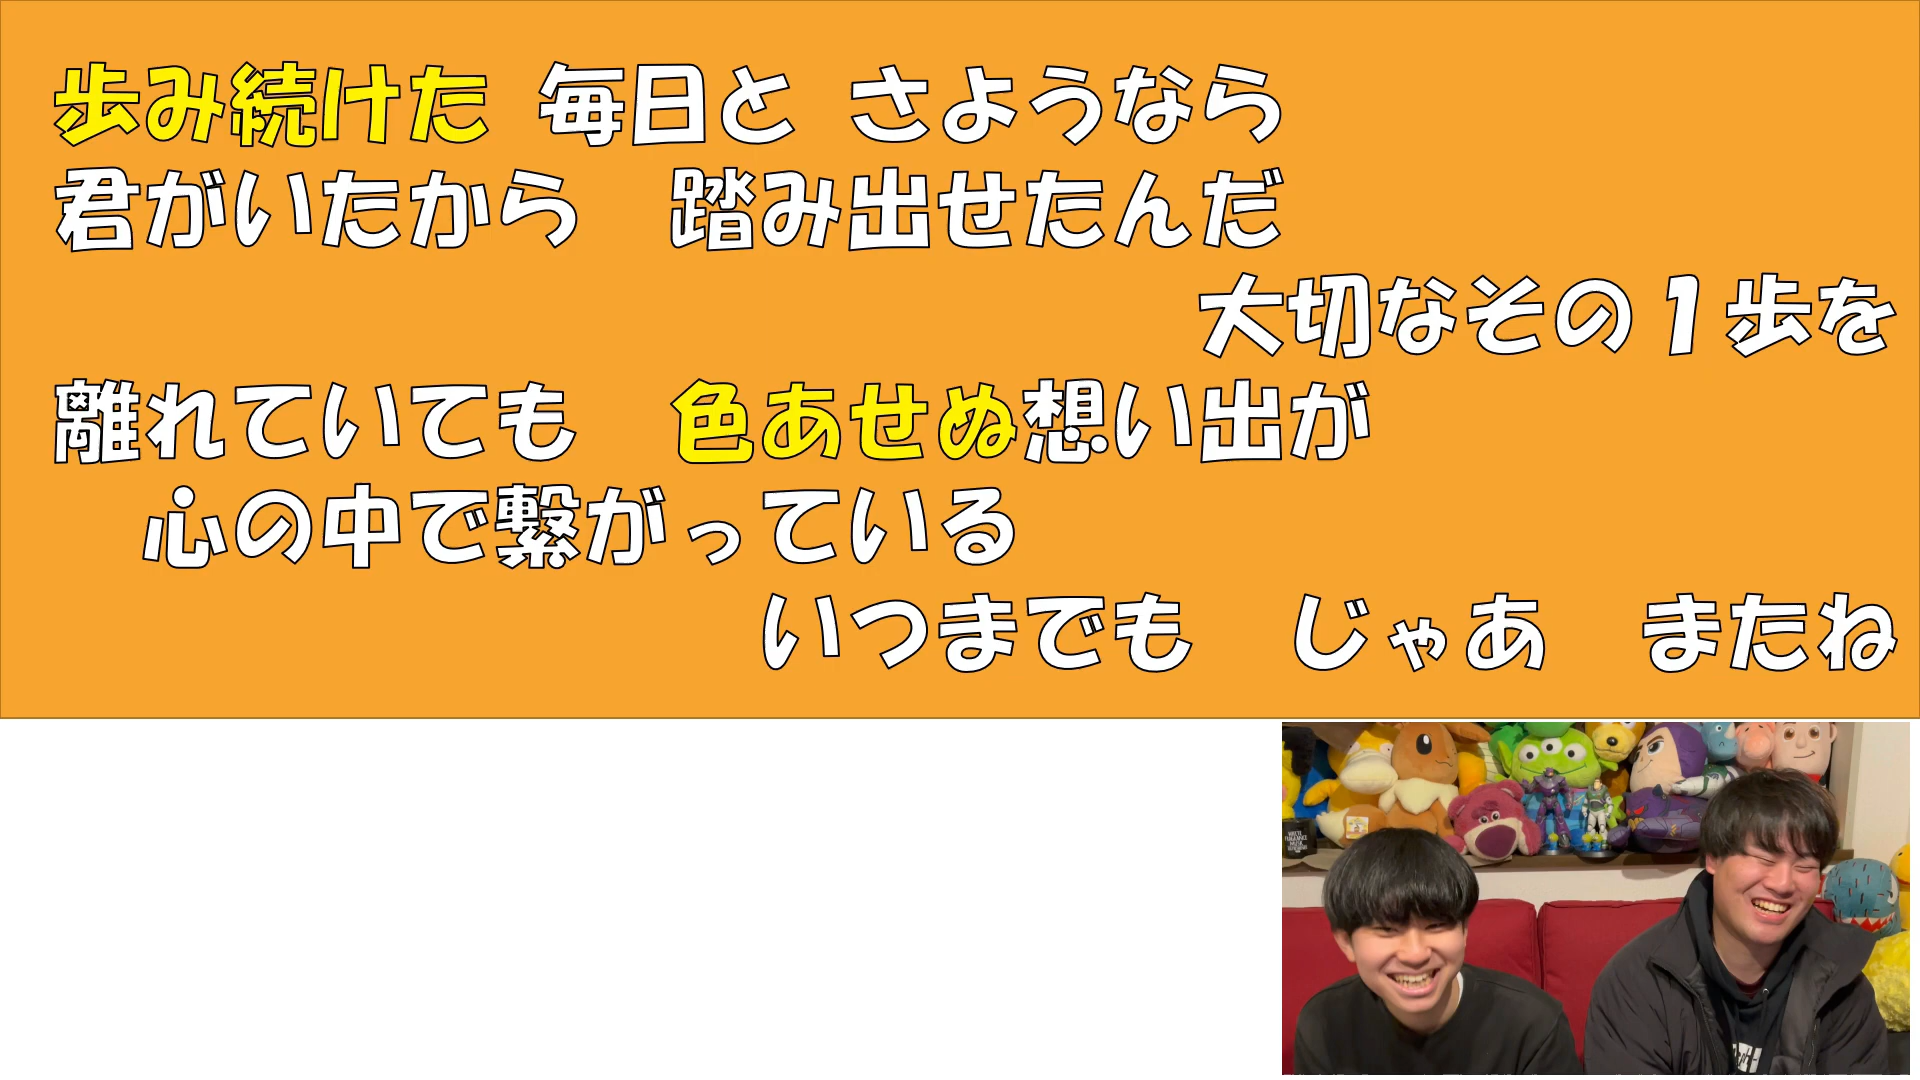 歩み続けた 毎日と さようなら
君がいたから　踏み出せたんだ
大切なその１歩を
離れていても　色あせぬ想い出が
心の中で繋がっている
いつまでも　じゃあ　またね